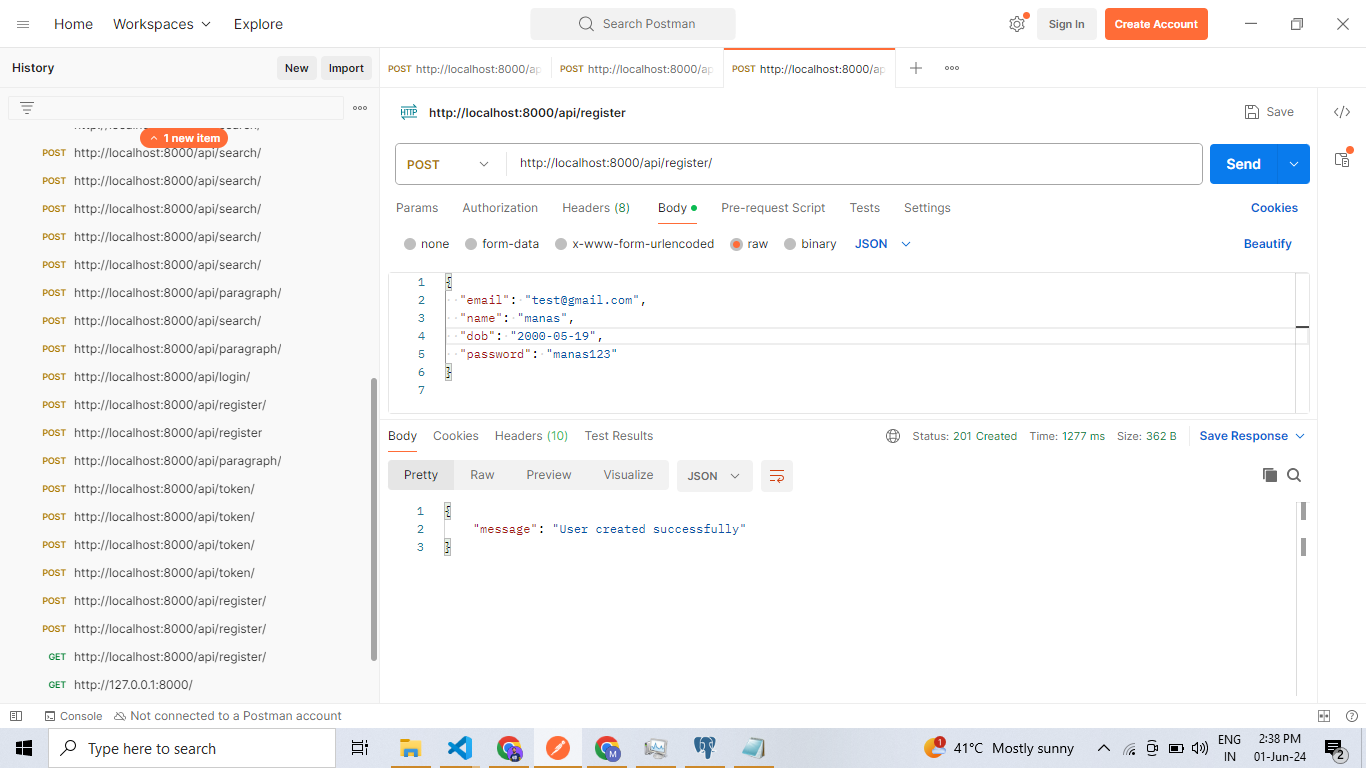 Home Workspaces Explore Search Postman Sign In Create Account
History New Import
POST http://localhost:8000/ap POST http://localhost:8000/ap POST http://localhost:8000/ap
HTTP http://localhost:8000/api/register Save
1 new item
POST http://localhost:8000/api/search/
POST http://localhost:8000/api/search/
POST http://localhost:8000/api/search/
POST http://localhost:8000/api/search/
POST http://localhost:8000/api/search/
POST http://localhost:8000/api/paragraph/
POST http://localhost:8000/api/search/
POST http://localhost:8000/api/paragraph/
POST http://localhost:8000/api/login/
POST http://localhost:8000/api/register/
POST http://localhost:8000/api/register
POST http://localhost:8000/api/paragraph/
POST http://localhost:8000/api/token/
POST http://localhost:8000/api/token/
POST http://localhost:8000/api/token/
POST http://localhost:8000/api/token/
POST http://localhost:8000/api/register/
POST http://localhost:8000/api/register/
GET http://localhost:8000/api/register/
GET http://127.0.0.1:8000/
POST http://localhost:8000/api/register/ Send
Params Authorization Headers (8) Body Pre-request Script Tests Settings Cookies
none form-data x-www-form-urlencoded raw binary JSON Beautify
1 {
2 "email": "test@gmail.com",
3 "name": "manas",
4 "dob": "2000-05-19",
5 "password": "manas123"
6 }
7
Body Cookies Headers (10) Test Results Status: 201 Created Time: 1277 ms Size: 362 B Save Response
Pretty Raw Preview Visualize JSON
1 {
2 "message": "User created successfully"
3 }
Console Not connected to a Postman account
Type here to search
M
1 41°C Mostly sunny
ENG
IN
2:38 PM
01-Jun-24
2